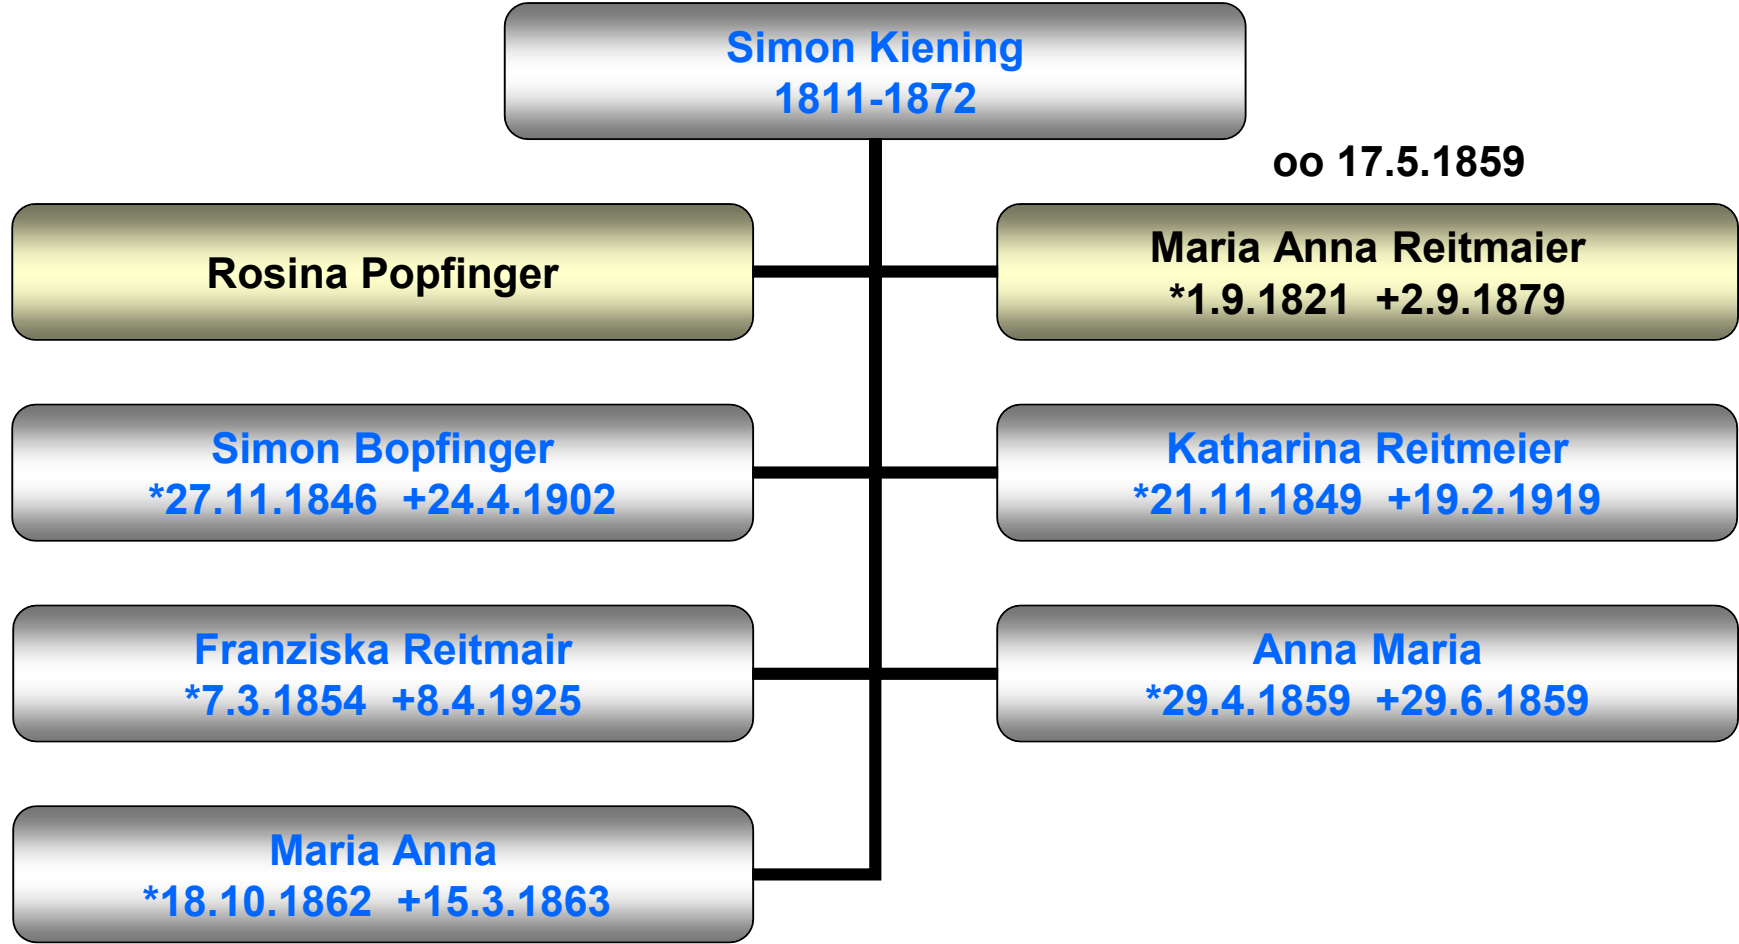 Simon Kiening
1811-1872
oo 17.5.1859
Rosina Popfinger
Maria Anna Reitmaier
*1.9.1821  +2.9.1879
Simon Bopfinger
*27.11.1846  +24.4.1902
Katharina Reitmeier
*21.11.1849  +19.2.1919
Franziska Reitmair
*7.3.1854  +8.4.1925
Anna Maria
*29.4.1859  +29.6.1859
Maria Anna
*18.10.1862  +15.3.1863